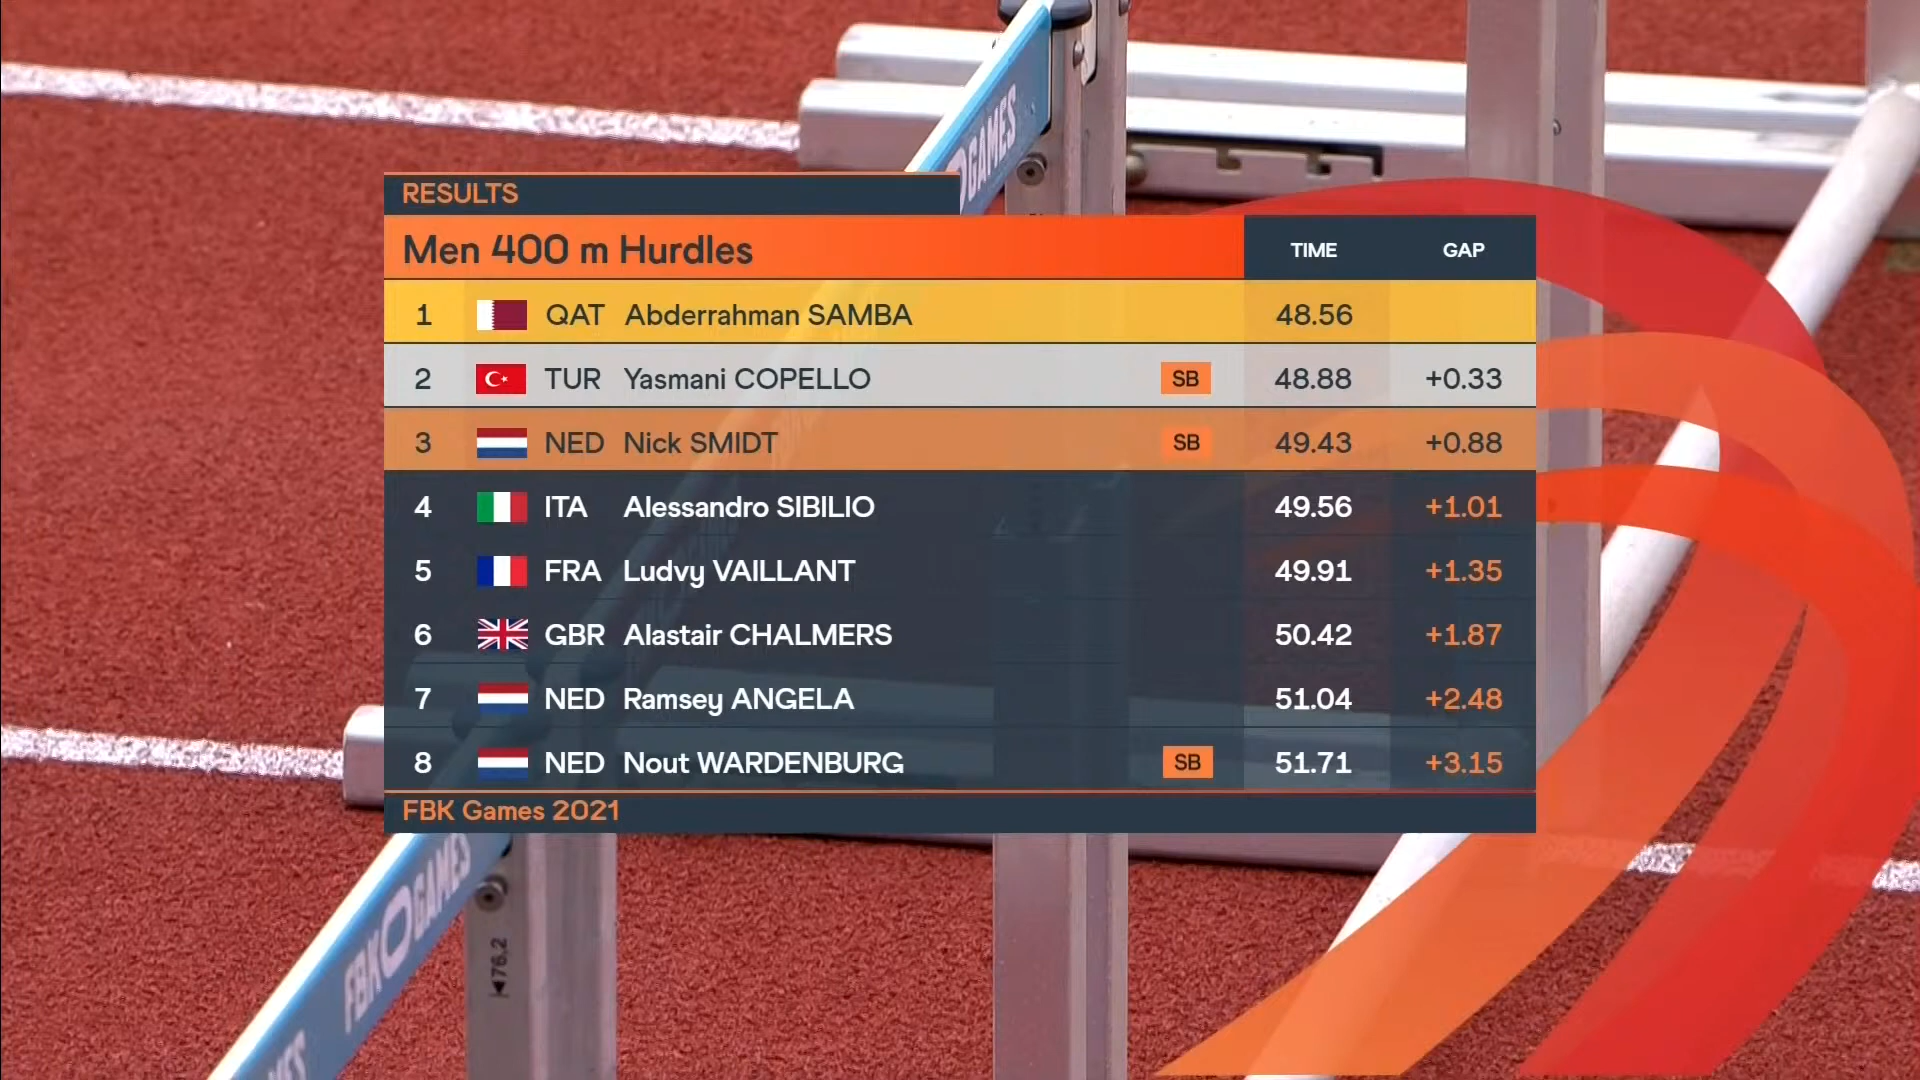 GAMES
RESULTS
Men 400 m Hurdles TIME GAP
1 QAT Abderrahman SAMBA 48.56
2 TUR Yasmani COPELLO SB 48.88 +0.33
3 NED Nick SMIDT SB 49.43 +0.88
4 ITA Alessandro SIBILIO 49.56 +1.01
5 FRA Ludvy VAILLANT 49.91 +1.35
6 GBR Alastair CHALMERS 50.42 +1.87
7 NED Ramsey ANGELA 51.04 +2.48
8 NED Nout WARDENBURG SB 51.71 +3.15
FBK Games 2021
FBK GAMES
76.2